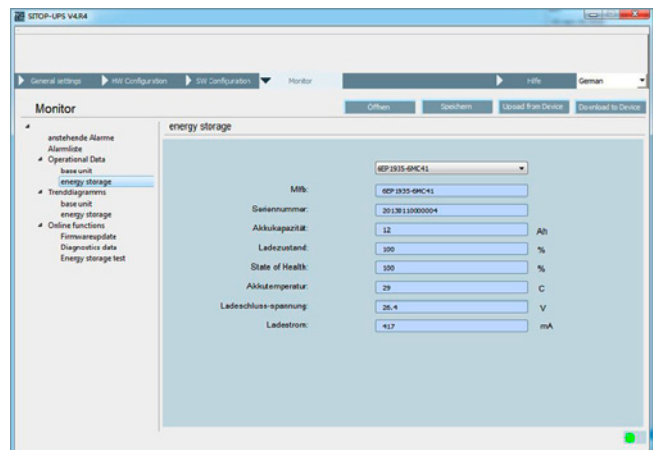 SITOP-UPS V4.R4
General settings HW Configuration SW Configuration Monitor Hilfe German
Monitor Öffnen Speichern Upload from Device Download to Device
energy storage
anstehende Alarme
Alarmliste
Operational Data
base unit
energy storage
Trenddiagramms
base unit
energy storage
Online functions
Firmwareupdate
Diagnostics data
Energy storage test
6EP1935-6MC41
Mlfb: 6EP1935-6MC41
Seriennummer: 20138110000004
Akkukapazität: 12 Ah
Ladezustand: 100 %
State of Health: 100 %
Akkutemperatur: 29 C
Ladeschluss-spannung: 26.4 V
Ladestrom: 417 mA